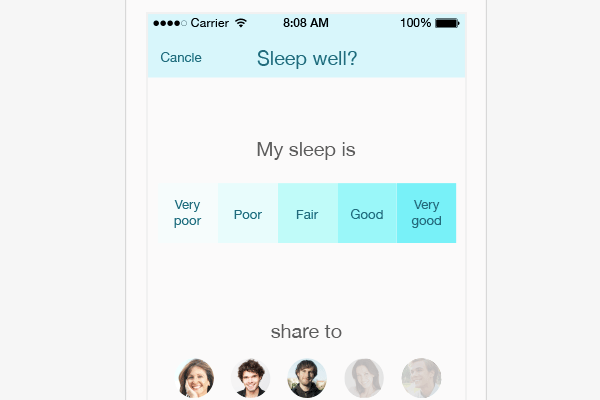 Carrier 8:08 AM 100%
Cancle Sleep well?
My sleep is
Very poor Poor Fair Good Very good
share to